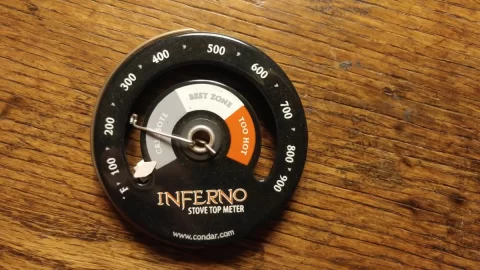 500
400
600
300
700
200
100
800
°F
900
CREOSOTE
BEST ZONE
TOO HOT
INFERNO
STOVE TOP METER
www.condar.com